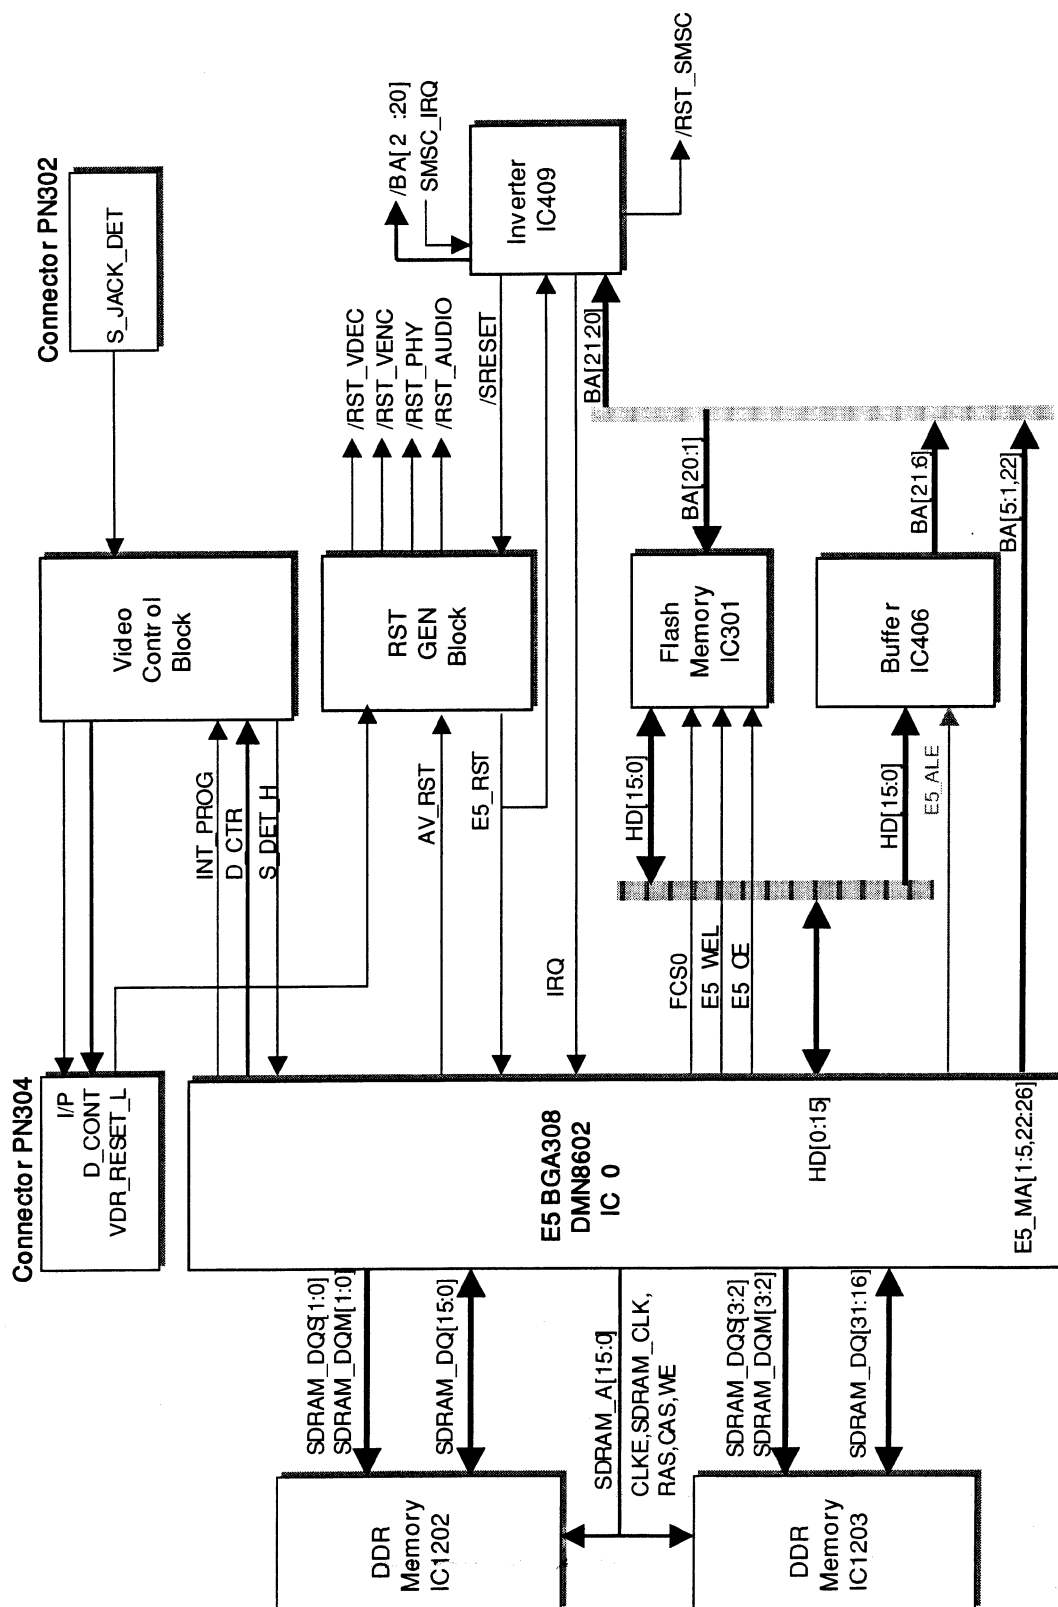 Connector PN304
I/P
D_CONT
VDR_RESET_L
Connector PN302
S_JACK_DET
Video
Control
Block
INT_PROG
D_CTR
S_DET_H
RST
GEN
Block
/RST_VDEC
/RST_VENC
/RST_PHY
/RST_AUDIO
/SRESET
AV_RST
E5_RST
IRQ
/BA[2 :20]
SMSC_IRQ
Inverter
IC409
/RST_SMSC
BA[21:20]
Flash
Memory
IC301
BA[20:1]
HD[15:0]
FCS0
E5_WEL
E5_OE
Buffer
IC406
BA[21:6]
HD[15:0]
E5_ALE
BA[5:1,22]
E5 BGA308
DMN8602
IC 0
HD[0:15]
E5_MA[1:5,22:26]
SDRAM_DQS[1:0]
SDRAM_DQM[1:0]
SDRAM_DQ[15:0]
SDRAM_A[15:0]
CLKE,SDRAM_CLK,
RAS,CAS,WE
SDRAM_DQS[3:2]
SDRAM_DQM[3:2]
SDRAM_DQ[31:16]
DDR
Memory
IC1202
DDR
Memory
IC1203